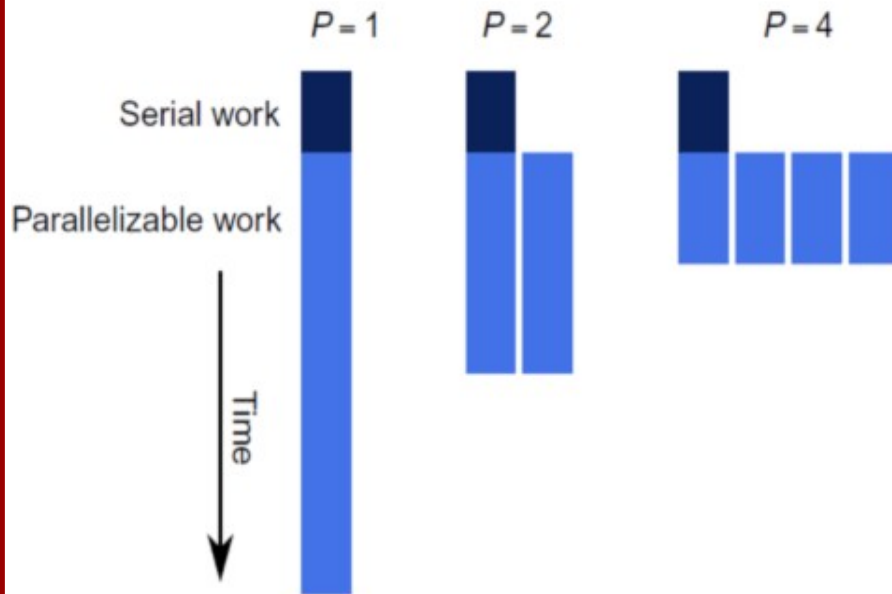 P = 1
P = 2
P = 4
Serial work
Parallelizable work
Time